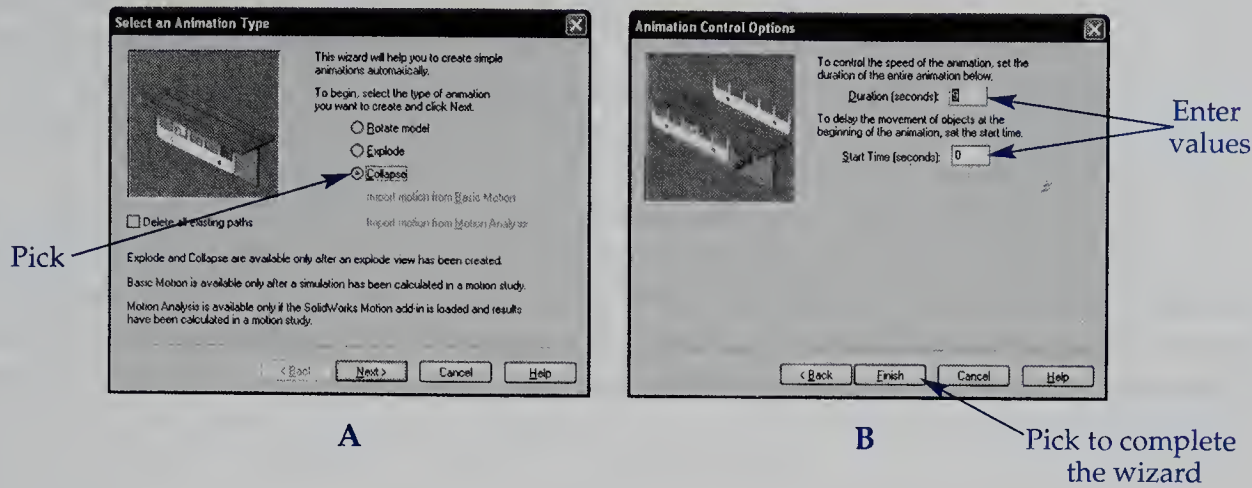 Select an Animation Type
This wizard will help you to create simple
animations automatically.
To begin, select the type of animation
you want to create and click Next.
Rotate model
Explode
Collapse
Import motion from Basic Motion
Import motion from Motion Analysis
Delete all existing paths
Explode and Collapse are available only after an explode view has been created.
Basic Motion is available only after a simulation has been calculated in a motion study.
Motion Analysis is available only if the SolidWorks Motion add-in is loaded and results
have been calculated in a motion study.
< Back
Next >
Cancel
Help
Pick
A
Animation Control Options
To control the speed of the animation, set the
duration of the entire animation below.
Duration (seconds):
To delay the movement of objects at the
beginning of the animation, set the start time.
Start Time (seconds): 0
< Back
Finish
Cancel
Help
Enter
values
B
Pick to complete
the wizard